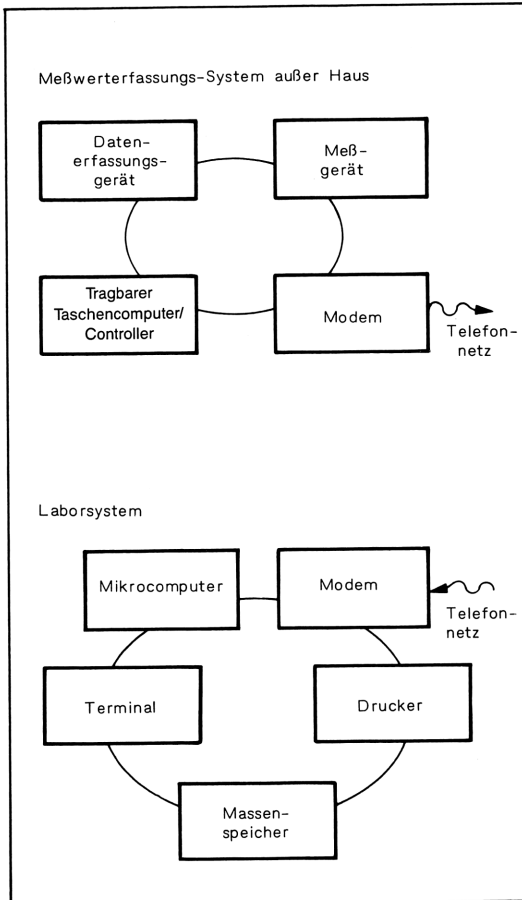 Meßwerterfassungs-System außer Haus
Daten-
erfassungs-
gerät
Meß-
gerät
Tragbarer
Taschencomputer/
Controller
Modem
Telefon-
netz
Laborsystem
Mikrocomputer
Modem
Telefon-
netz
Terminal
Drucker
Massen-
speicher